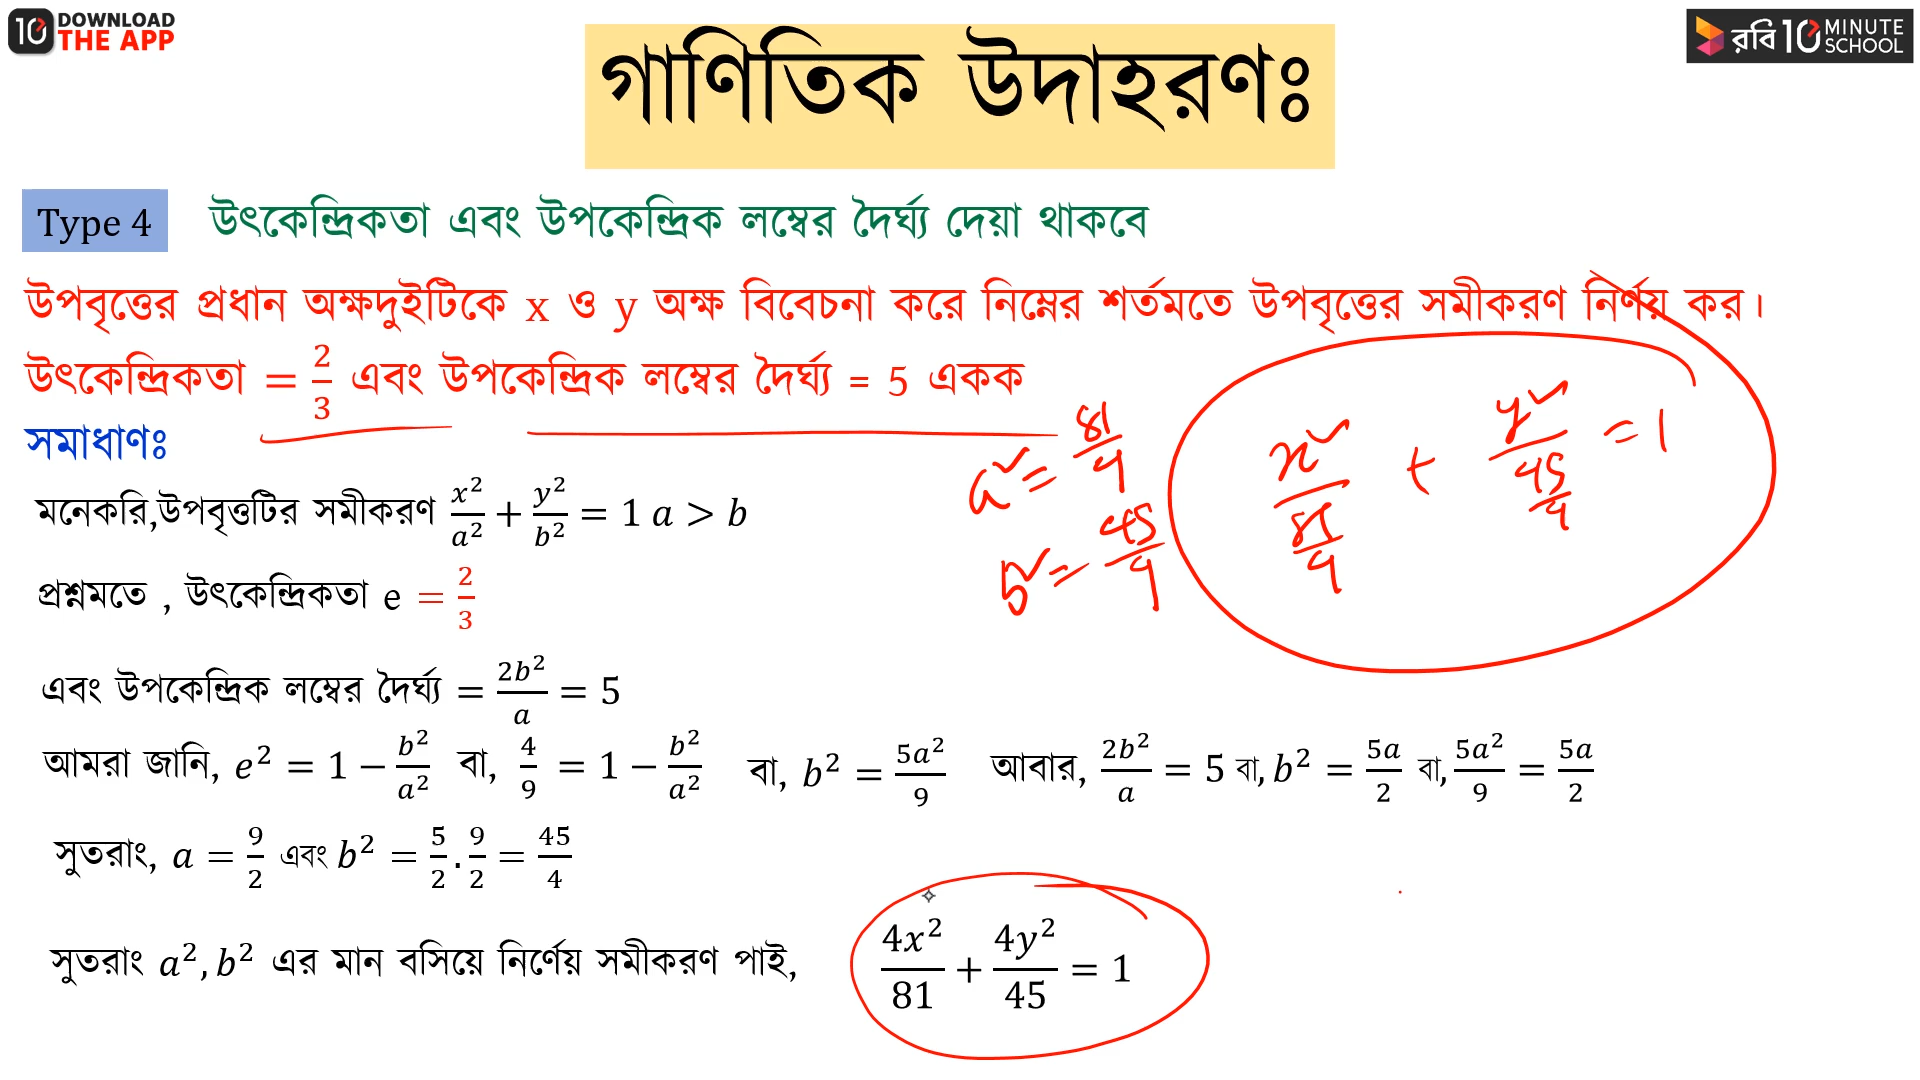 10 DOWNLOAD THE APP
রবি 10 MINUTE SCHOOL
গাণিতিক উদাহরণঃ
Type 4 উৎকেন্দ্রিকতা এবং উপকেন্দ্রিক লম্বের দৈর্ঘ্য দেয়া থাকবে
উপবৃত্তের প্রধান অক্ষদুইটিকে x ও y অক্ষ বিবেচনা করে নিম্নের শর্তমতে উপবৃত্তের সমীকরণ নির্ণয় কর।
উৎকেন্দ্রিকতা = 2/3 এবং উপকেন্দ্রিক লম্বের দৈর্ঘ্য = 5 একক
সমাধাণঃ
a² = 81/4
b² = 45/4
x²/(81/4) + y²/(45/4) = 1
মনেকরি,উপবৃত্তটির সমীকরণ x²/a² + y²/b² = 1 a > b
প্রশ্নমতে , উৎকেন্দ্রিকতা e = 2/3
এবং উপকেন্দ্রিক লম্বের দৈর্ঘ্য = 2b²/a = 5
আমরা জানি, e² = 1 − b²/a² বা, 4/9 = 1 − b²/a² বা, b² = 5a²/9 আবার, 2b²/a = 5 বা, b² = 5a/2 বা, 5a²/9 = 5a/2
সুতরাং, a = 9/2 এবং b² = 5/2 . 9/2 = 45/4
সুতরাং a², b² এর মান বসিয়ে নির্ণেয় সমীকরণ পাই, 4x²/81 + 4y²/45 = 1